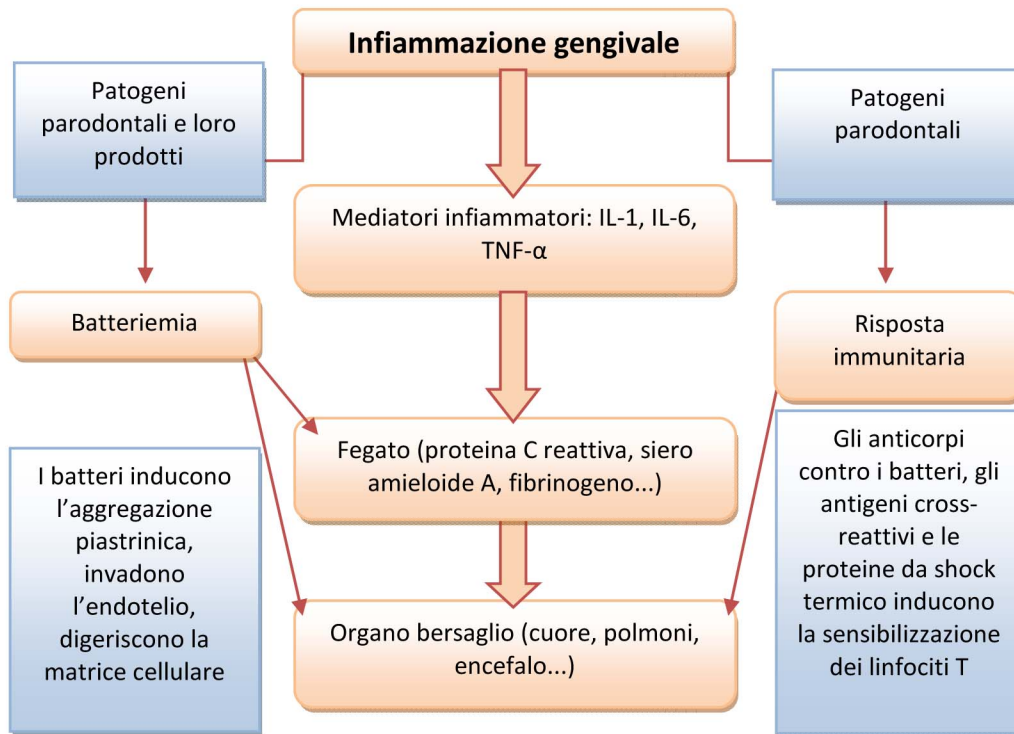 Infiammazione gengivale
Patogeni
parodontali e loro
prodotti
Patogeni
parodontali
Mediatori infiammatori: IL-1, IL-6,
TNF-α
Batteriemia
Risposta
immunitaria
Fegato (proteina C reattiva, siero
amieloide A, fibrinogeno...)
I batteri inducono
l’aggregazione
piastrinica,
invadono
l’endotelio,
digeriscono la
matrice cellulare
Gli anticorpi
contro i batteri, gli
antigeni cross-
reattivi e le
proteine da shock
termico inducono
la sensibilizzazione
dei linfociti T
Organo bersaglio (cuore, polmoni,
encefalo...)